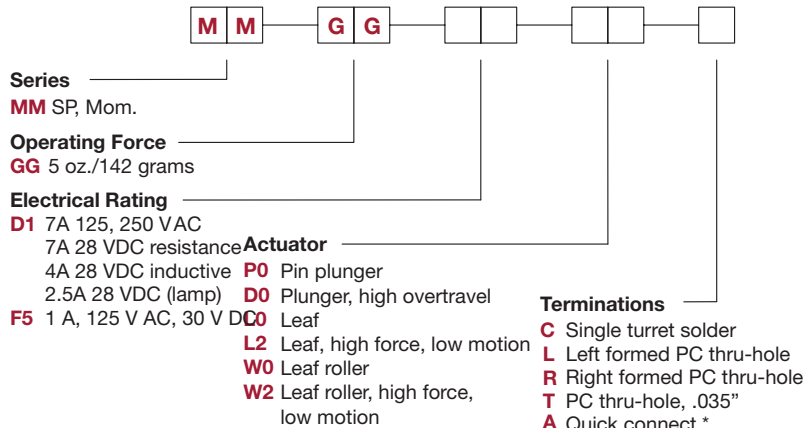 M M G G
Series
MM SP, Mom.
Operating Force
GG 5 oz./142 grams
Electrical Rating
D1 7A 125, 250 VAC
7A 28 VDC resistance
4A 28 VDC inductive
2.5A 28 VDC (lamp)
F5 1 A, 125 V AC, 30 V DC
Actuator
P0 Pin plunger
D0 Plunger, high overtravel
L0 Leaf
L2 Leaf, high force, low motion
W0 Leaf roller
W2 Leaf roller, high force,
low motion
Terminations
C Single turret solder
L Left formed PC thru-hole
R Right formed PC thru-hole
T PC thru-hole, .035”
A Quick connect *